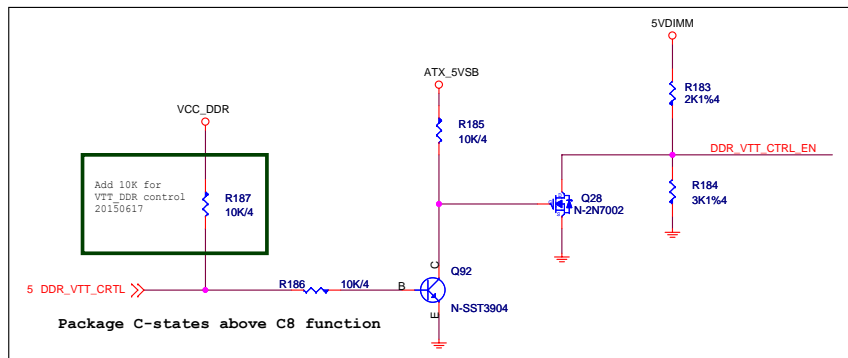 5VDIMM
ATX_5VSB
VCC_DDR
R183
2K1%4
R185
10K/4
DDR_VTT_CTRL_EN
Add 10K for
VTT_DDR control
20150617
R187
10K/4
Q28
N-2N7002
R184
3K1%4
C
Q92
5 DDR_VTT_CRTL
R186
10K/4
B
E
N-SST3904
Package C-states above C8 function